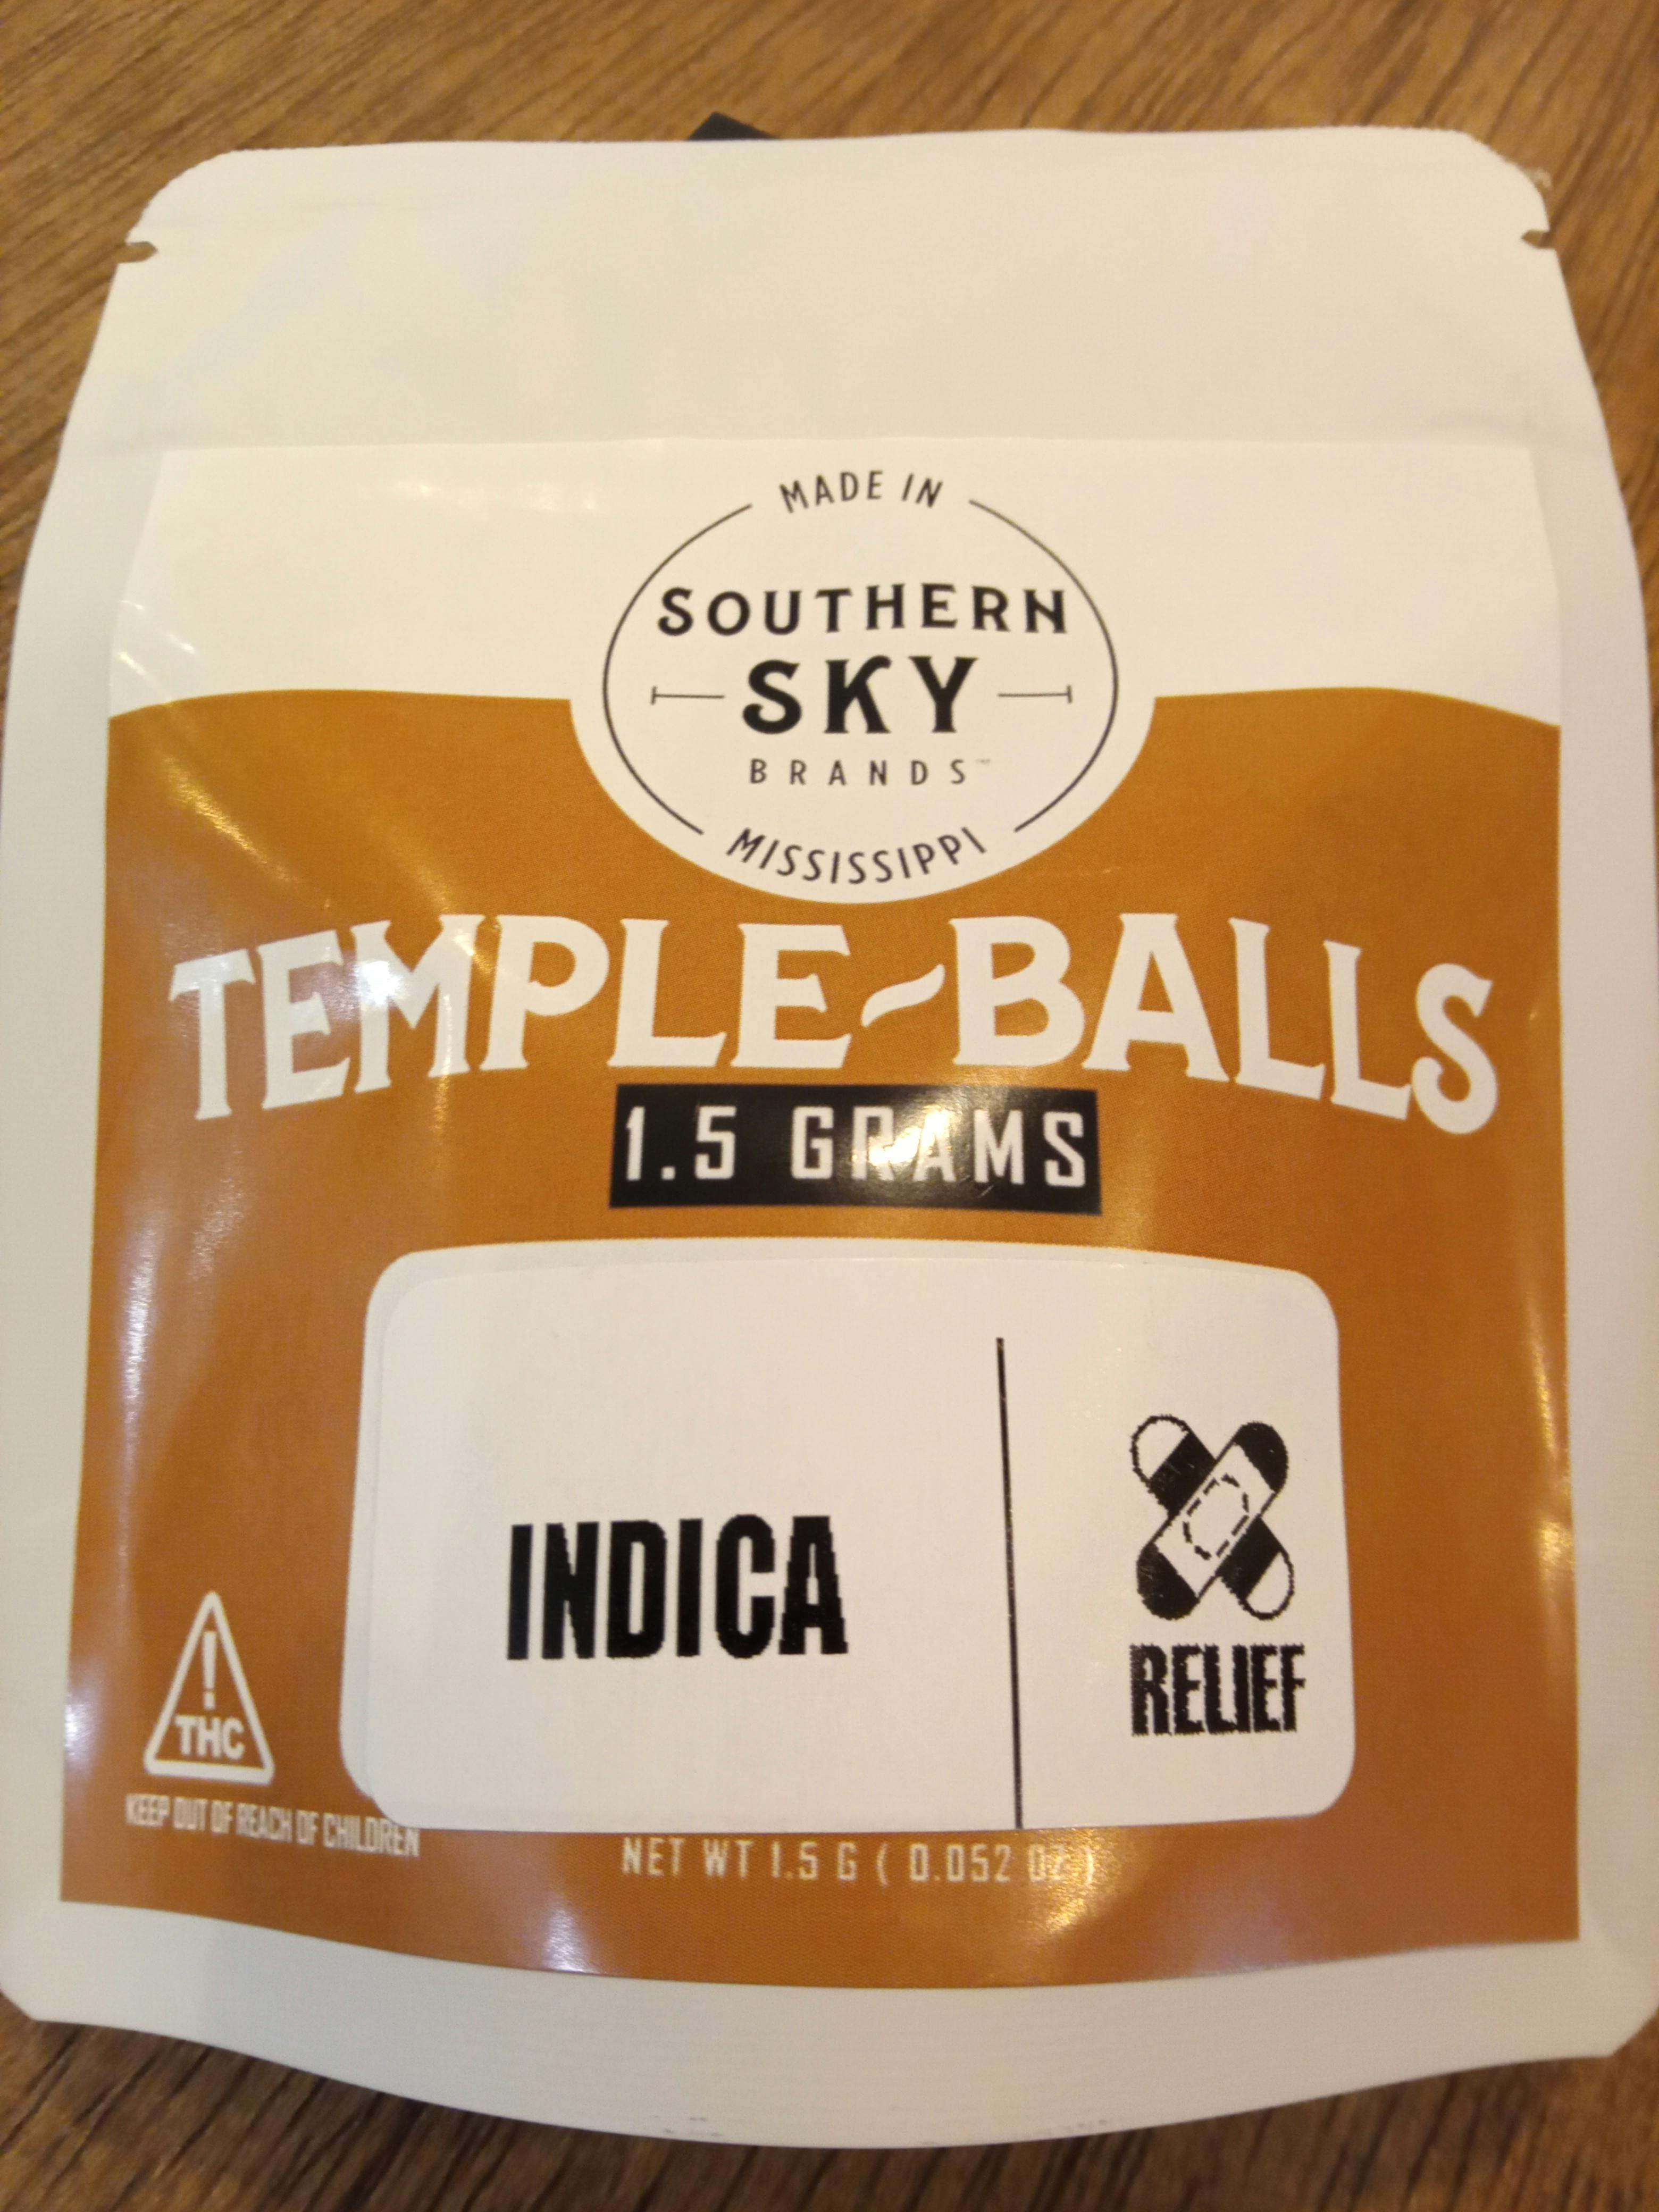 MADE IN
SOUTHERN
SKY
BRANDS™
MISSISSIPPI
TEMPLE-BALLS
1.5 GRAMS
INDICA
RELIEF
!
THC
KEEP OUT OF REACH OF CHILDREN
NET WT 1.5 G ( 0.052 OZ )